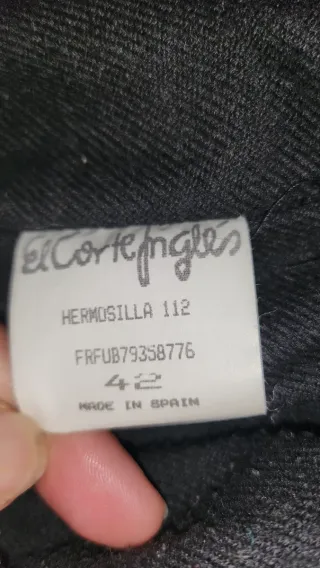 El Corte Inglés
HERMOSILLA 112
FRFUB79358776
42
MADE IN SPAIN